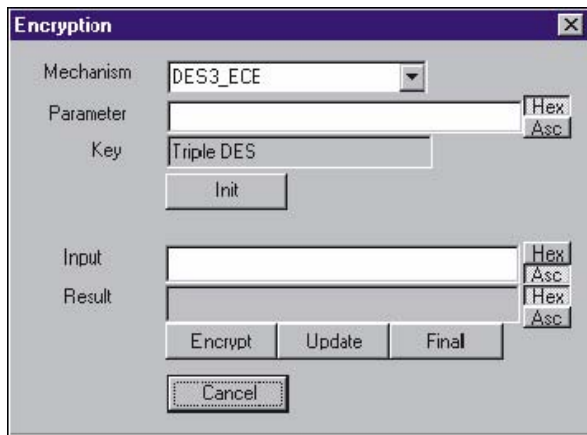 Encryption
Mechanism DES3_ECE
Parameter Hex
Asc
Key Triple DES
Init
Input Hex
Asc
Result Hex
Asc
Encrypt Update Final
Cancel